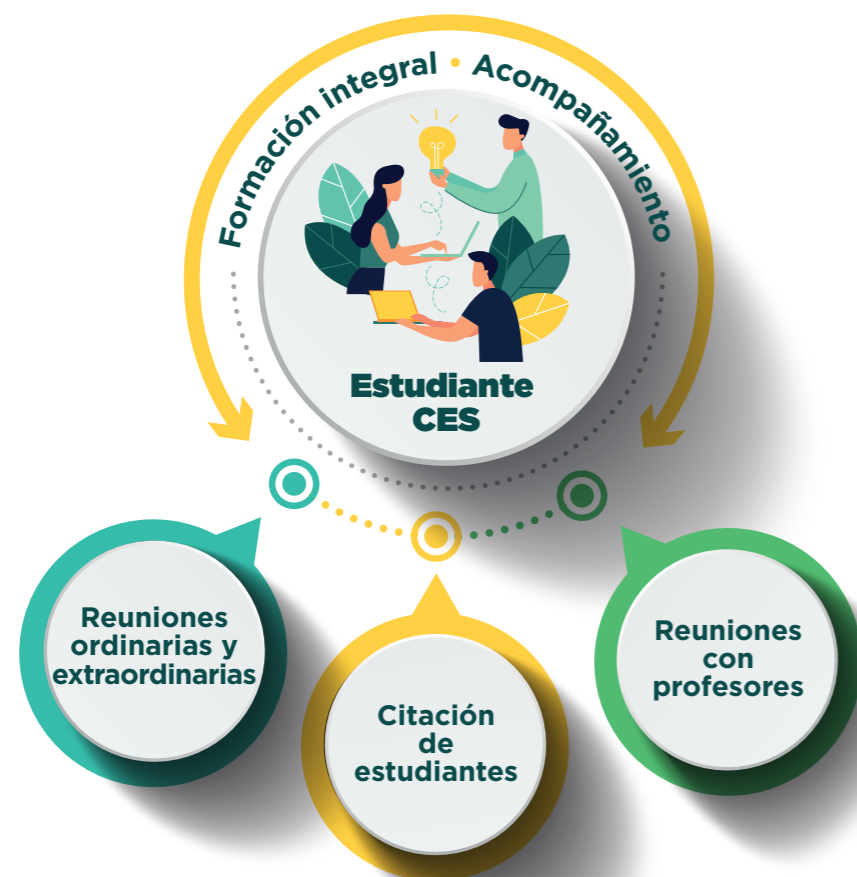 Formación integral • Acompañamiento
Estudiante
CES
Reuniones
ordinarias y
extraordinarias
Citación
de
estudiantes
Reuniones
con
profesores